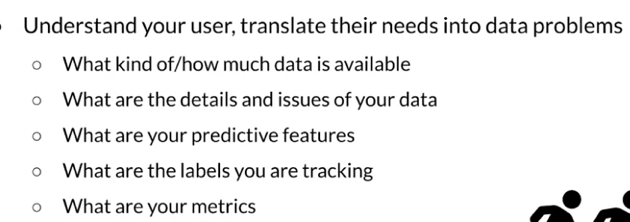 Understand your user, translate their needs into data problems
What kind of/how much data is available
What are the details and issues of your data
What are your predictive features
What are the labels you are tracking
What are your metrics